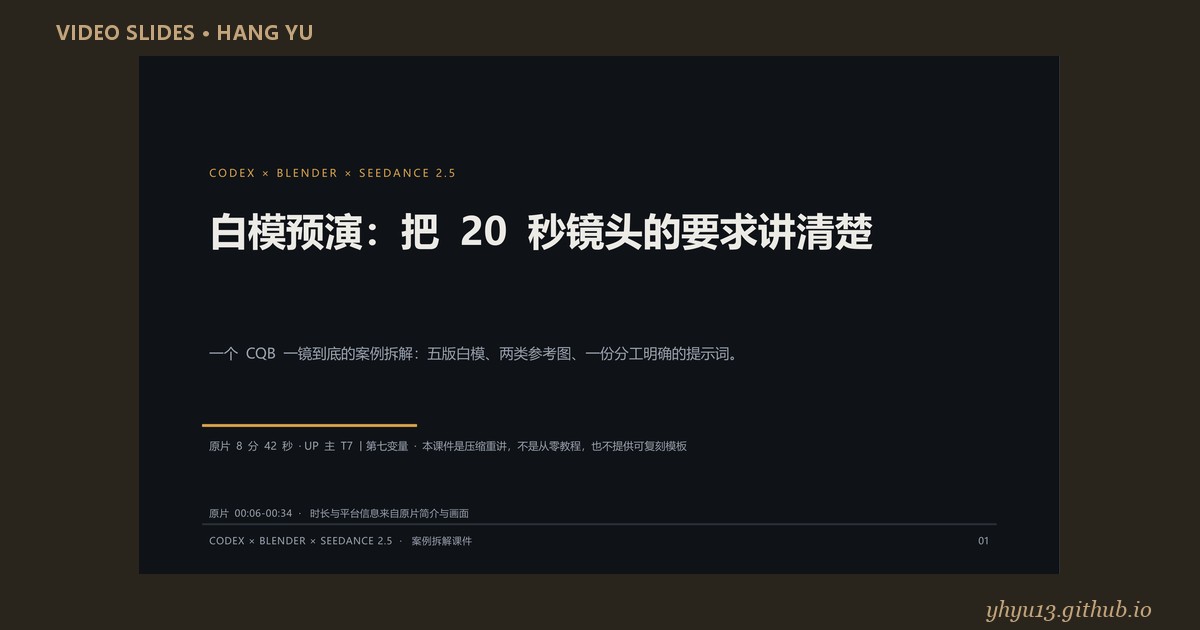 VIDEO SLIDES • HANG YU
CODEX × BLENDER × SEEDANCE 2.5
白模预演：把 20 秒镜头的要求讲清楚
一个 CQB 一镜到底的案例拆解：五版白模、两类参考图、一份分工明确的提示词。
原片 8 分 42 秒 · UP 主 T7 丨第七变量 · 本课件是压缩重讲，不是从零教程，也不提供可复刻模板
原片 00:06-00:34 · 时长与平台信息来自原片简介与画面
CODEX × BLENDER × SEEDANCE 2.5 · 案例拆解课件
01
yhyu13.github.io